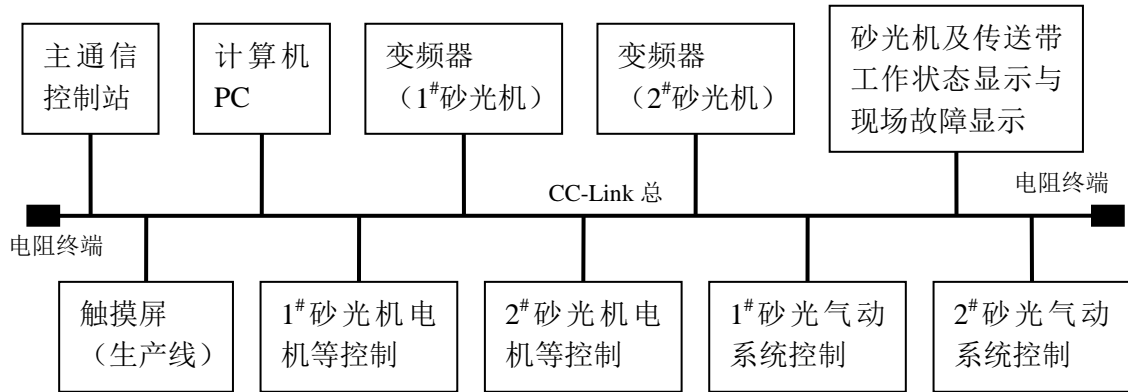 主通信
控制站
计算机
PC
变频器
（1#砂光机）
变频器
（2#砂光机）
砂光机及传送带
工作状态显示与
现场故障显示
CC-Link 总
电阻终端
电阻终端
触摸屏
（生产线）
1#砂光机电
机等控制
2#砂光机电
机等控制
1#砂光气动
系统控制
2#砂光气动
系统控制